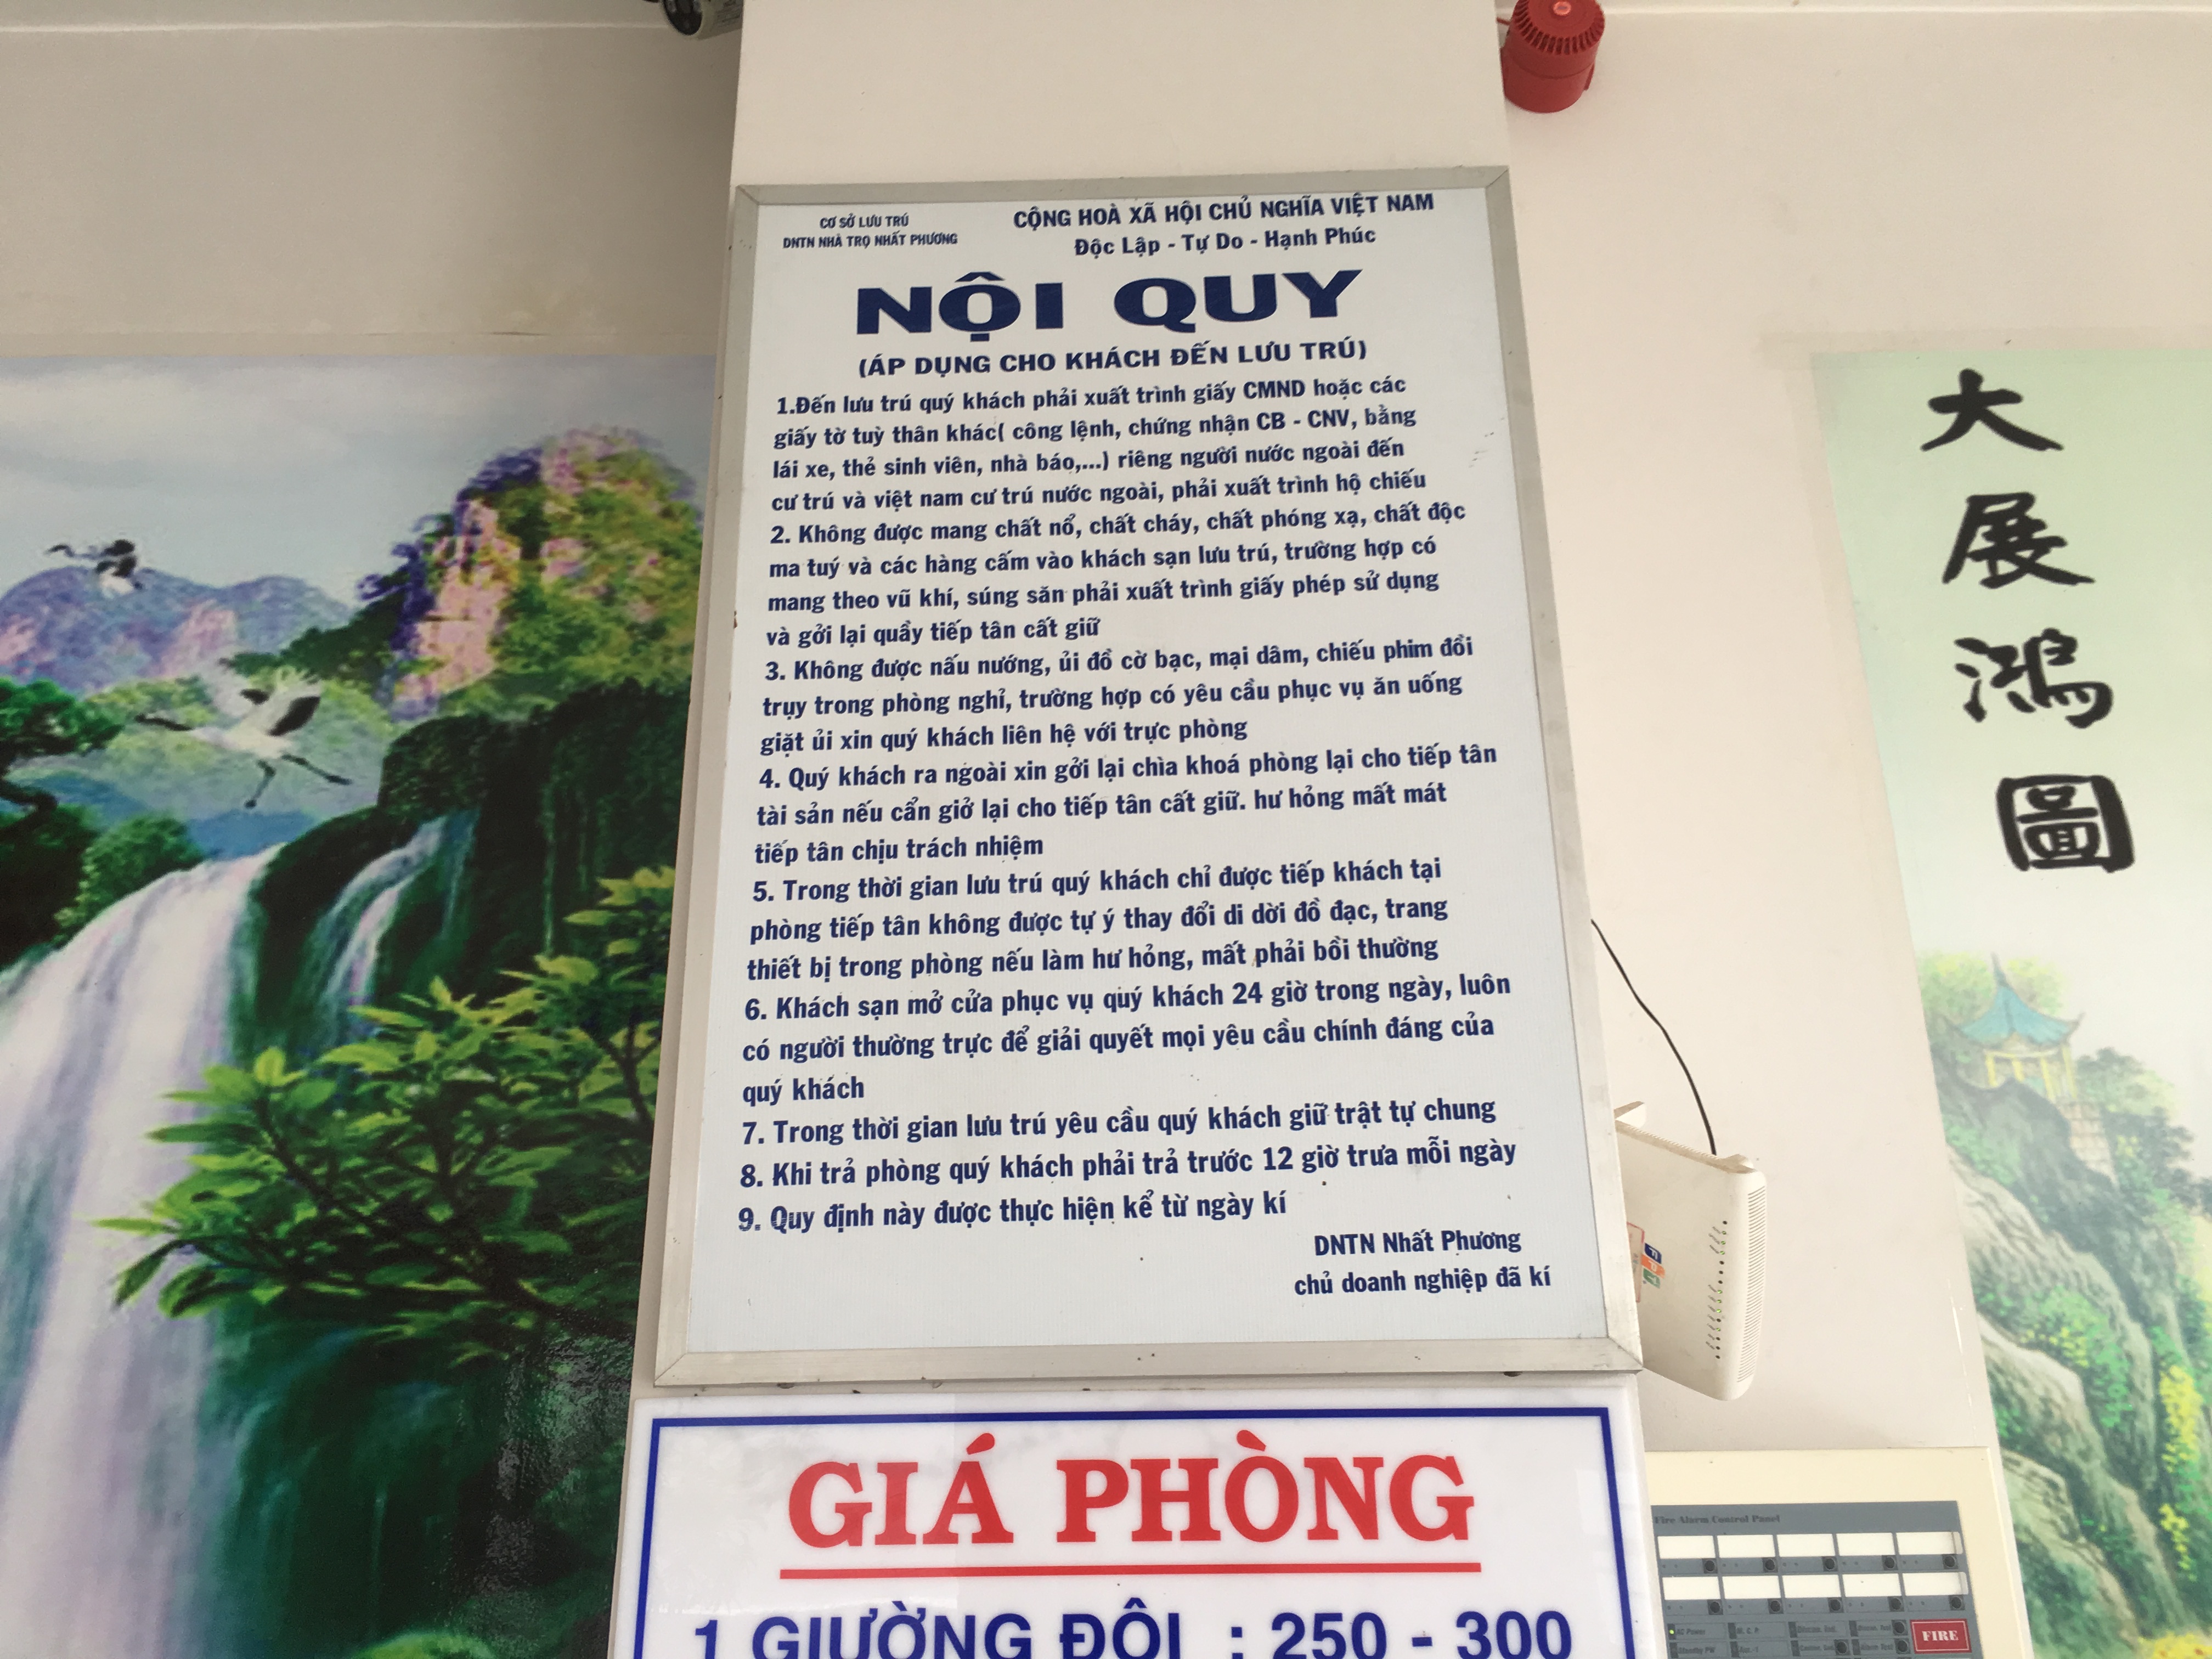 CƠ SỞ LƯU TRÚ
DNTN NHÀ TRỌ NHẤT PHƯƠNG
CỘNG HOÀ XÃ HỘI CHỦ NGHĨA VIỆT NAM
Độc Lập - Tự Do - Hạnh Phúc
NỘI QUY
(ÁP DỤNG CHO KHÁCH ĐẾN LƯU TRÚ)
1.Đến lưu trú quý khách phải xuất trình giấy CMND hoặc các
giấy tờ tuỳ thân khác( công lệnh, chứng nhận CB - CNV, bằng
lái xe, thẻ sinh viên, nhà báo,...) riêng người nước ngoài đến
cư trú và việt nam cư trú nước ngoài, phải xuất trình hộ chiếu
2. Không được mang chất nổ, chất cháy, chất phóng xạ, chất độc
ma tuý và các hàng cấm vào khách sạn lưu trú, trường hợp có
mang theo vũ khí, súng săn phải xuất trình giấy phép sử dụng
và gởi lại quầy tiếp tân cất giữ
3. Không được nấu nướng, ủi đồ cờ bạc, mại dâm, chiếu phim đồi
trụy trong phòng nghỉ, trường hợp có yêu cầu phục vụ ăn uống
giặt ủi xin quý khách liên hệ với trực phòng
4. Quý khách ra ngoài xin gởi lại chìa khoá phòng lại cho tiếp tân
tài sản nếu cẩn giở lại cho tiếp tân cất giữ. hư hỏng mất mát
tiếp tân chịu trách nhiệm
5. Trong thời gian lưu trú quý khách chỉ được tiếp khách tại
phòng tiếp tân không được tự ý thay đổi di dời đồ đạc, trang
thiết bị trong phòng nếu làm hư hỏng, mất phải bồi thường
6. Khách sạn mở cửa phục vụ quý khách 24 giờ trong ngày, luôn
có người thường trực để giải quyết mọi yêu cầu chính đáng của
quý khách
7. Trong thời gian lưu trú yêu cầu quý khách giữ trật tự chung
8. Khi trả phòng quý khách phải trả trước 12 giờ trưa mỗi ngày
9. Quy định này được thực hiện kể từ ngày kí
DNTN Nhất Phương
chủ doanh nghiệp đã kí
GIÁ PHÒNG
1 GIƯỜNG ĐÔI : 250 - 300
大
展
鴻
圖
Fire Alarm Control Panel
FIRE